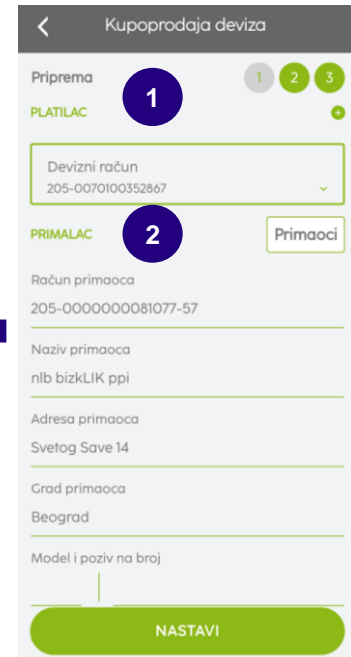 Kupoprodaja deviza
Priprema
1 2 3
1
PLATILAC
Devizni račun
205-0070100352867
PRIMALAC
2
Primaoci
Račun primaoca
205-0000000081077-57
Naziv primaoca
nlb bizkLIK ppi
Adresa primaoca
Svetog Save 14
Grad primaoca
Beograd
Model i poziv na broj
NASTAVI